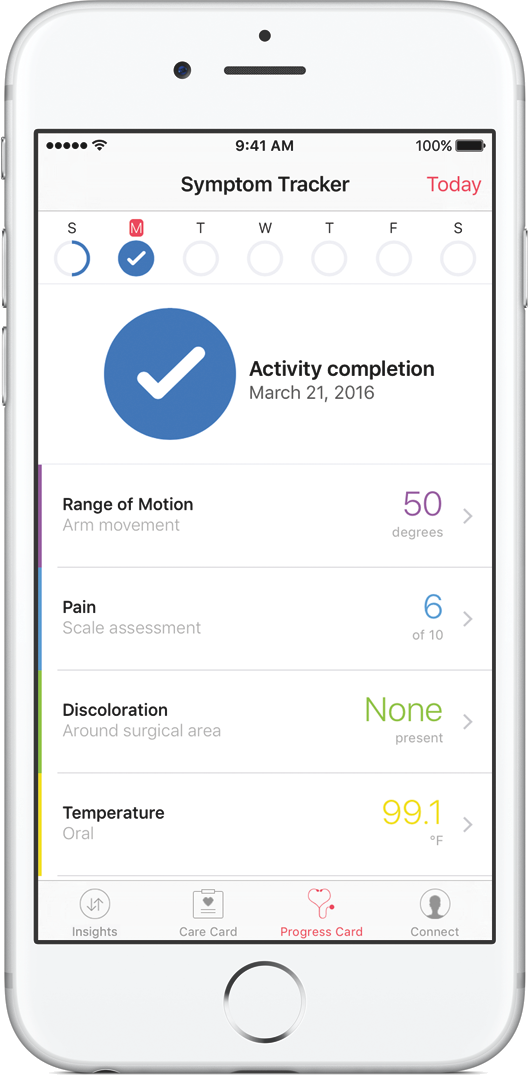 9:41 AM
100%
Symptom Tracker
Today
S M T W T F S
Activity completion
March 21, 2016
Range of Motion
Arm movement
50
degrees
Pain
Scale assessment
6
of 10
Discoloration
Around surgical area
None
present
Temperature
Oral
99.1
°F
Insights
Care Card
Progress Card
Connect